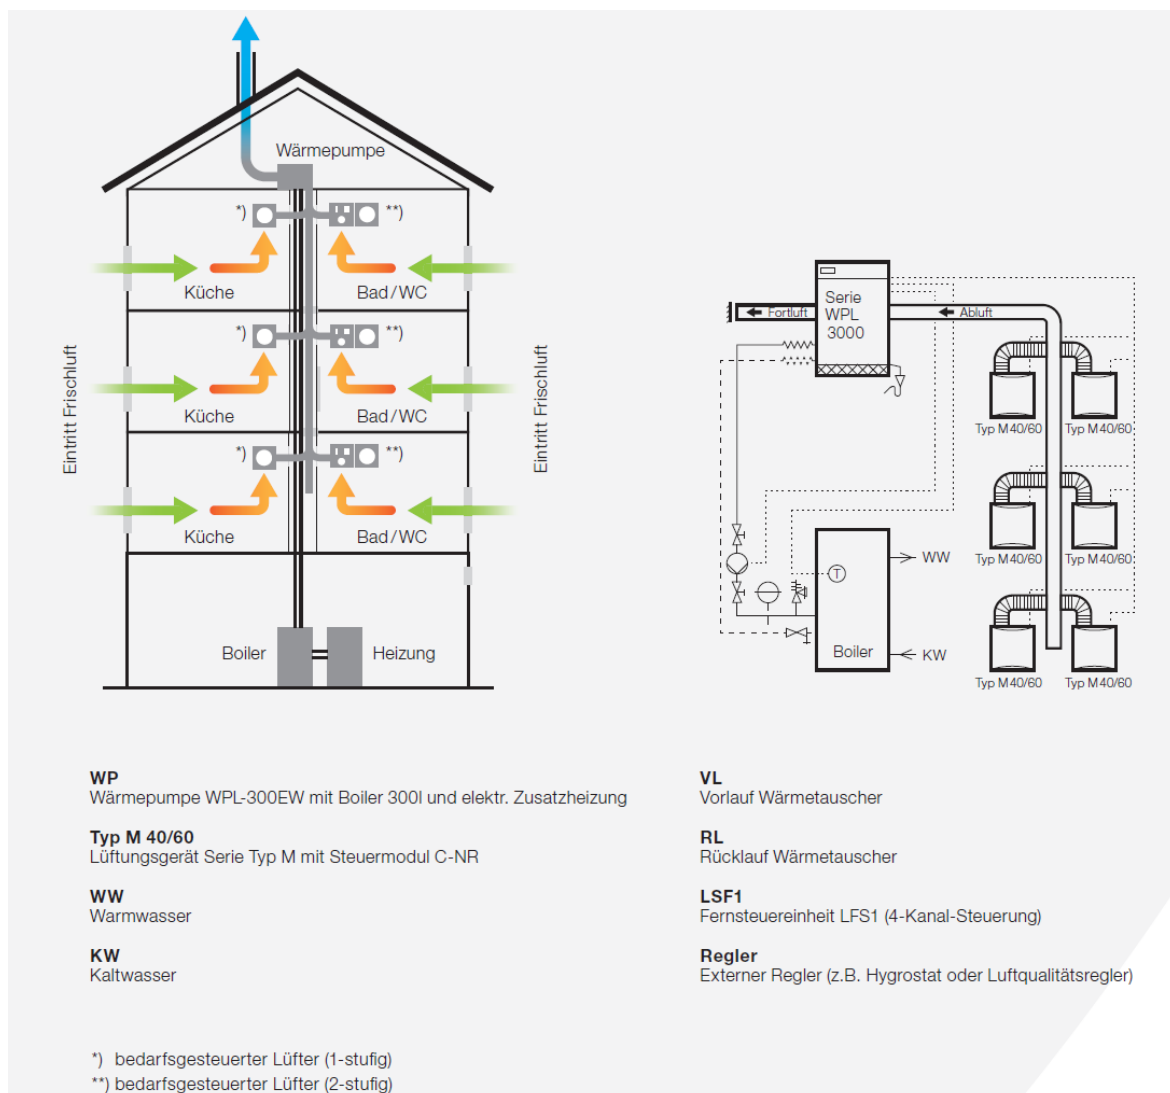 Wärmepumpe
*)
**)
Küche
Bad/WC
*)
**)
Küche
Bad/WC
*)
**)
Küche
Bad/WC
Eintritt Frischluft
Eintritt Frischluft
Boiler
Heizung
Serie
WPL
3000
Fortluft
Abluft
Typ M40/60 Typ M40/60
Typ M40/60 Typ M40/60
Typ M40/60 Typ M40/60
T
WW
Boiler
KW
WP
Wärmepumpe WPL-300EW mit Boiler 300l und elektr. Zusatzheizung
Typ M 40/60
Lüftungsgerät Serie Typ M mit Steuermodul C-NR
WW
Warmwasser
KW
Kaltwasser
VL
Vorlauf Wärmetauscher
RL
Rücklauf Wärmetauscher
LSF1
Fernsteuereinheit LFS1 (4-Kanal-Steuerung)
Regler
Externer Regler (z.B. Hygrostat oder Luftqualitätsregler)
*) bedarfsgesteuerter Lüfter (1-stufig)
**) bedarfsgesteuerter Lüfter (2-stufig)